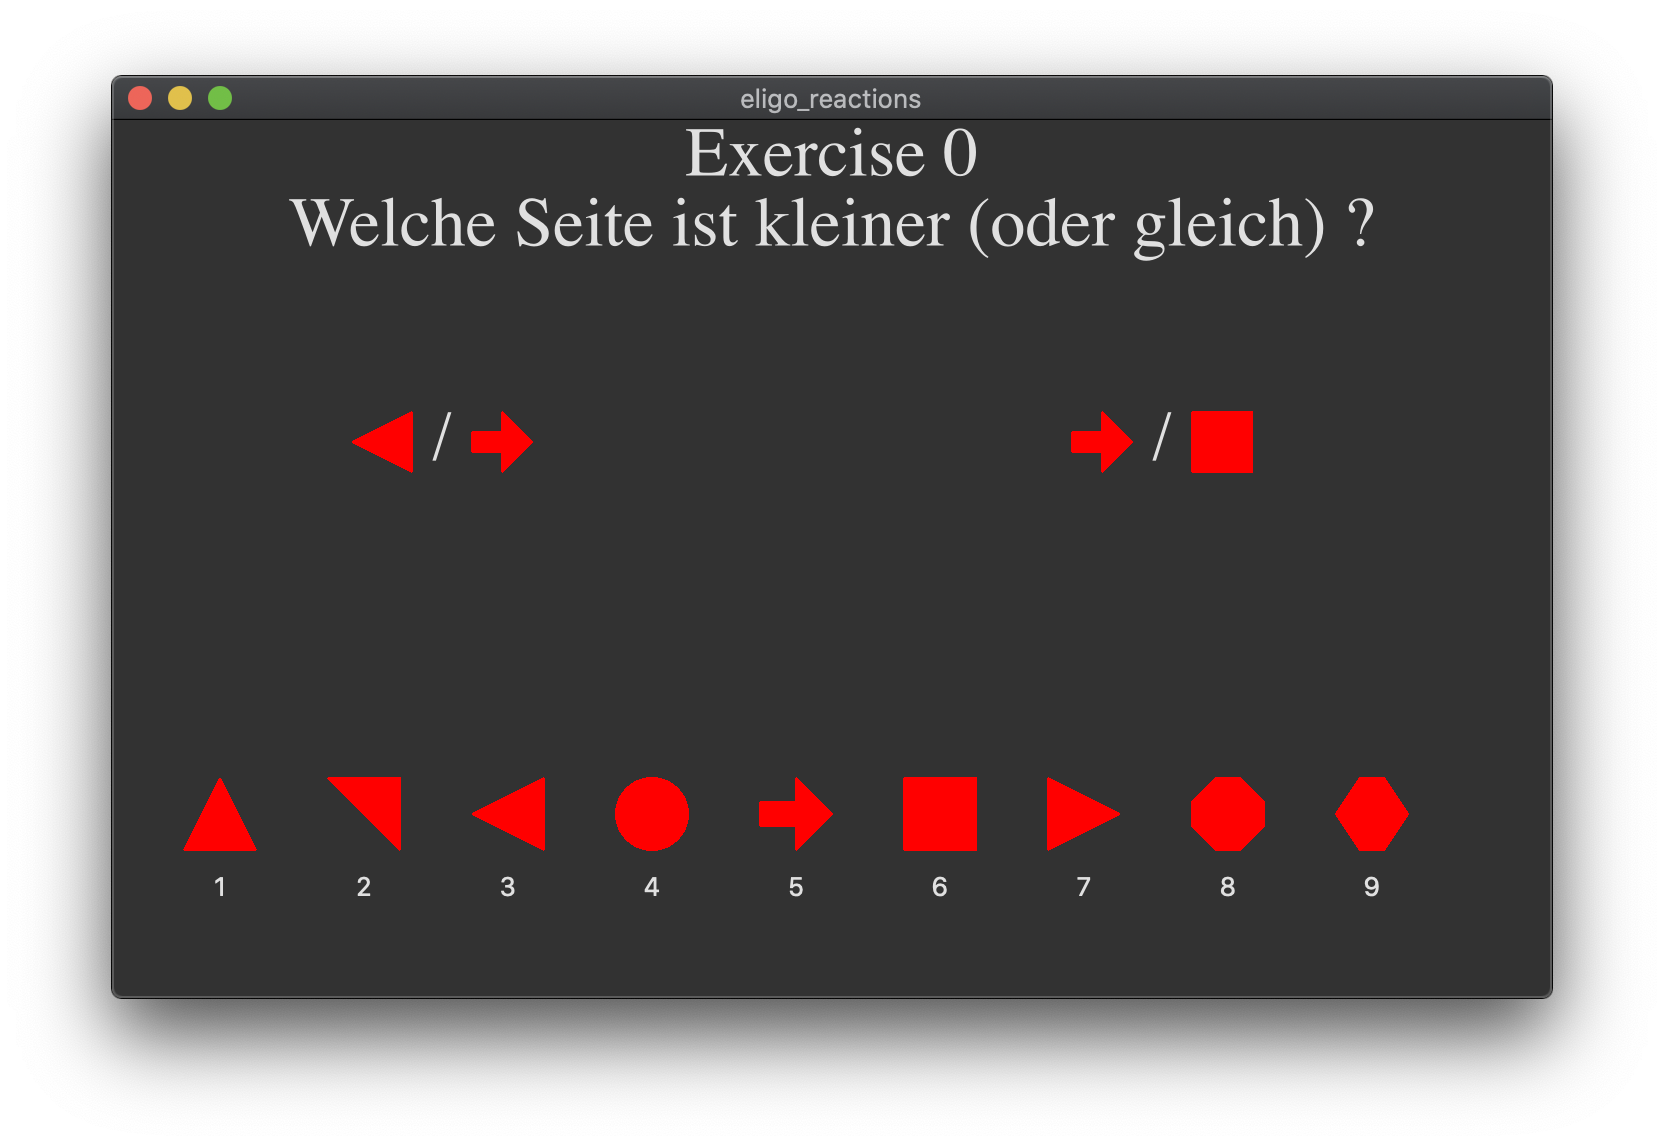 eligo_reactions
Exercise 0
Welche Seite ist kleiner (oder gleich) ?
/ /
1 2 3 4 5 6 7 8 9